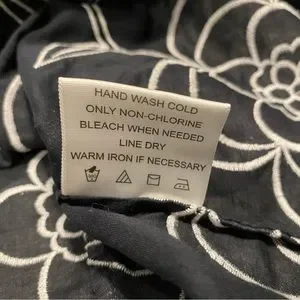 HAND WASH COLD
ONLY NON-CHLORINE
BLEACH WHEN NEEDED
LINE DRY
WARM IRON IF NECESSARY